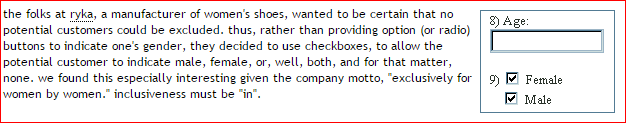 the folks at ryka, a manufacturer of women's shoes, wanted to be certain that no
potential customers could be excluded. thus, rather than providing option (or radio)
buttons to indicate one's gender, they decided to use checkboxes, to allow the
potential customer to indicate male, female, or, well, both, and for that matter,
none. we found this especially interesting given the company motto, "exclusively for
women by women." inclusiveness must be "in".
8) Age:
9) Female
Male